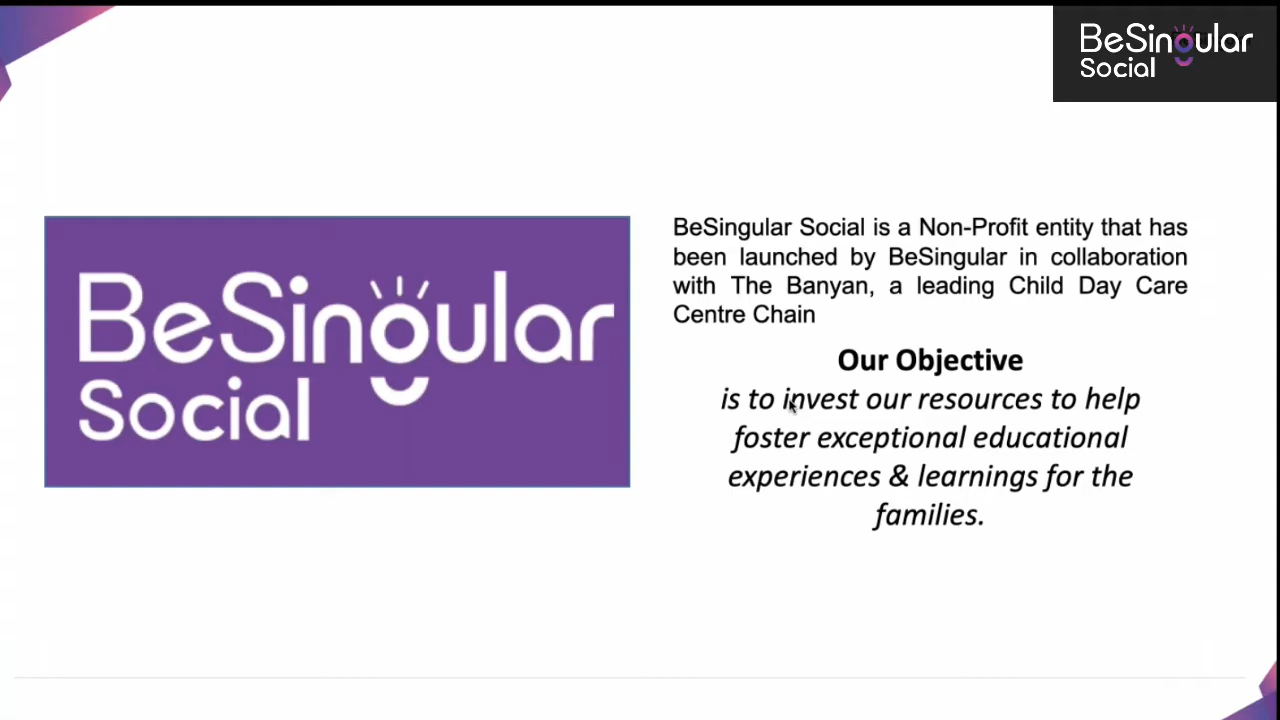 BeSingular
Social
BeSingular
Social
BeSingular Social is a Non-Profit entity that has
been launched by BeSingular in collaboration
with The Banyan, a leading Child Day Care
Centre Chain
Our Objective
is to invest our resources to help
foster exceptional educational
experiences & learnings for the
families.